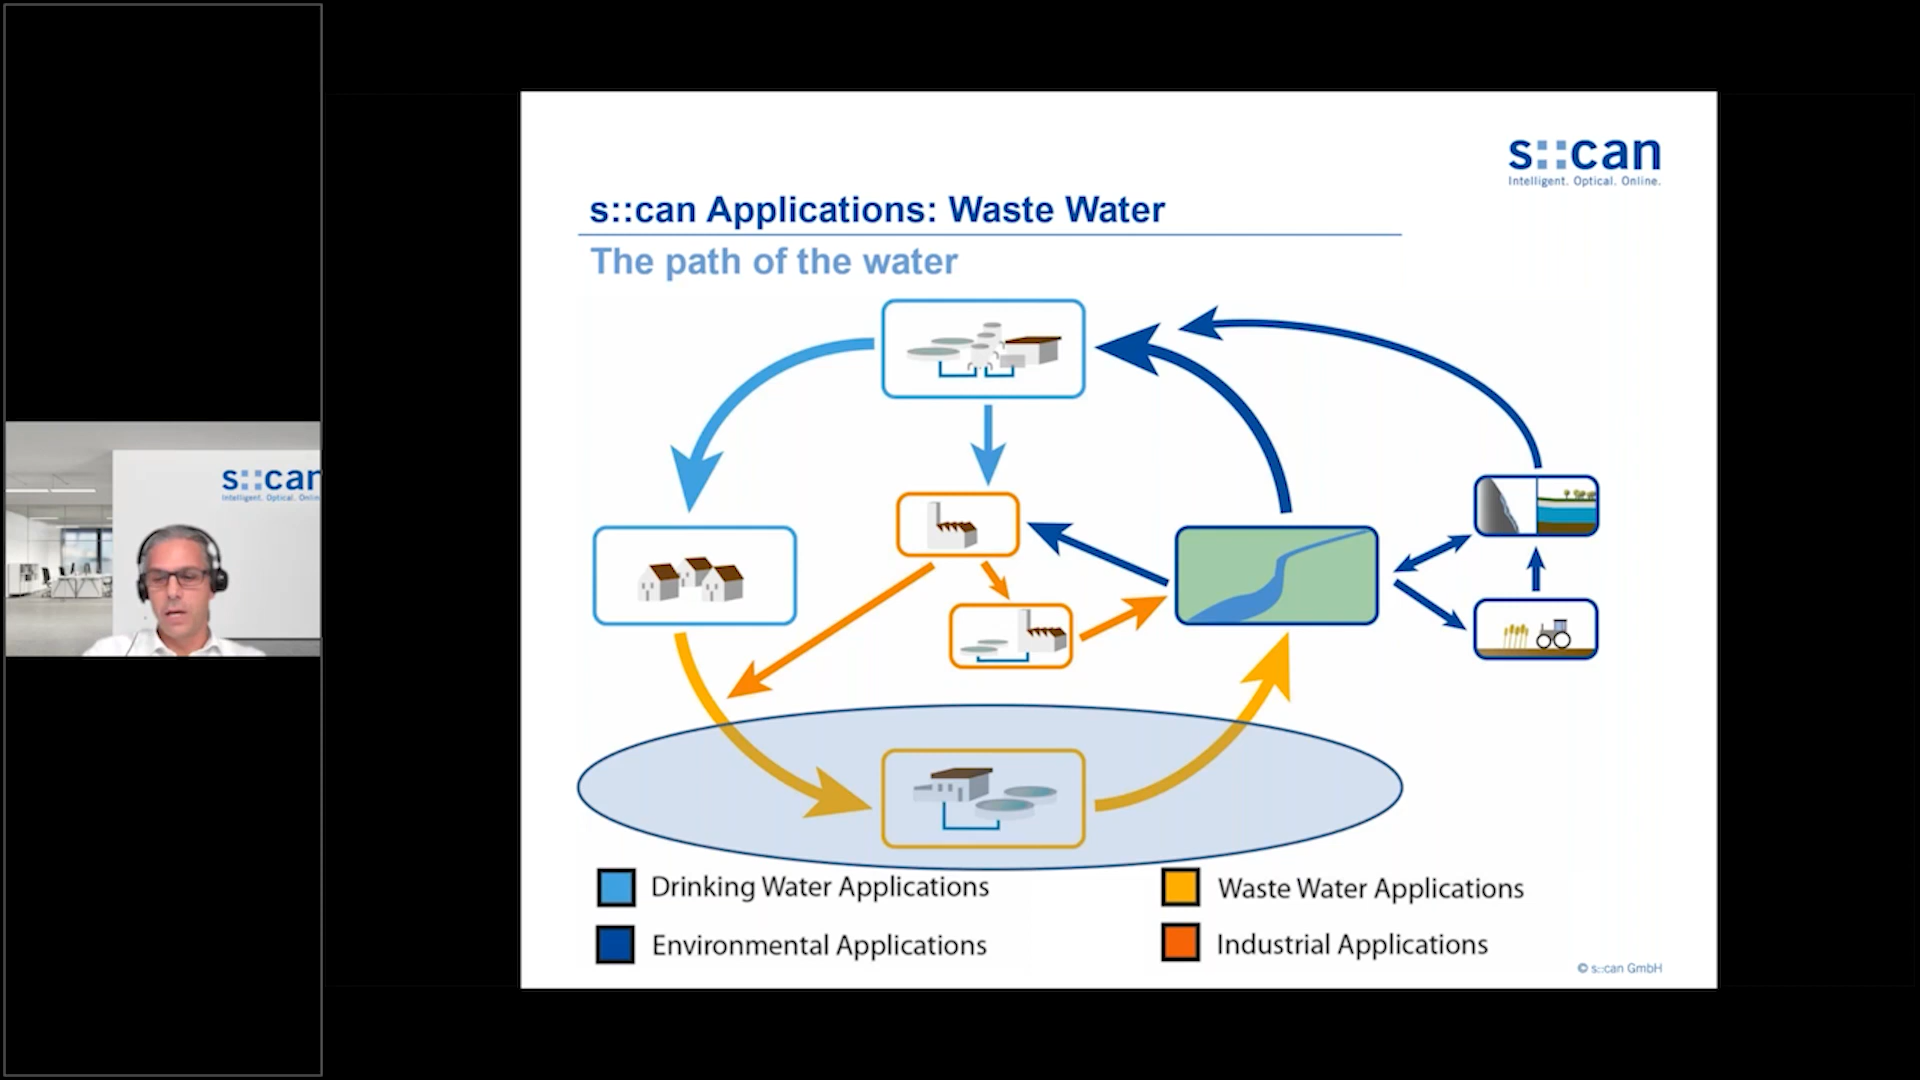 s::can
Intelligent. Optical. Online.
s::can Applications: Waste Water
The path of the water
s::can
Intelligent. Optical. Onlin
Drinking Water Applications
Waste Water Applications
Environmental Applications
Industrial Applications
© s::can GmbH